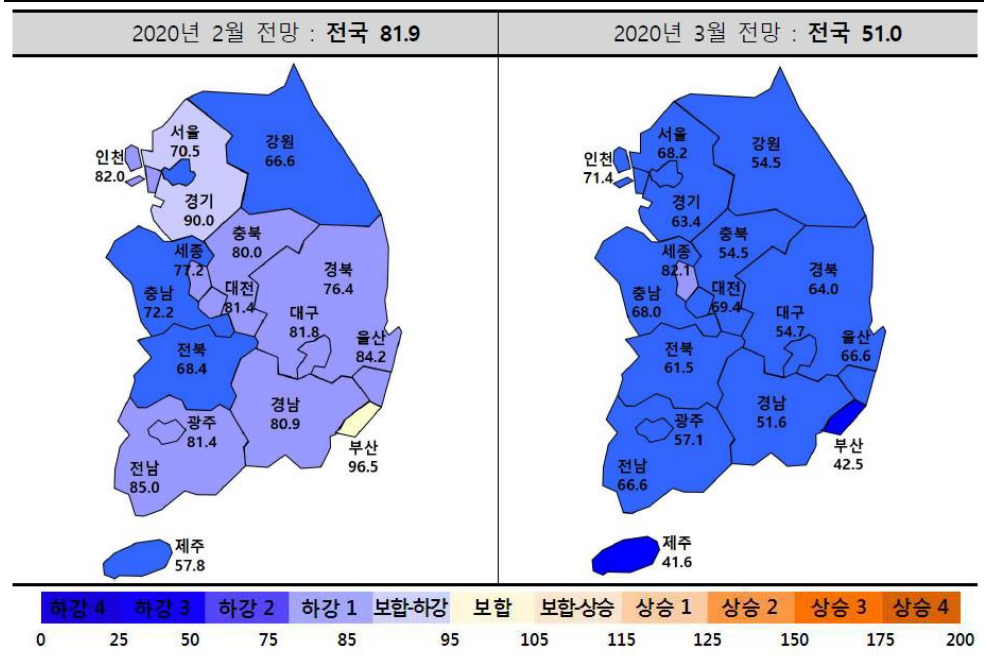 2020년 2월 전망 : 전국 81.9
2020년 3월 전망 : 전국 51.0
서울
70.5
강원
66.6
인천
82.0
경기
90.0
충북
80.0
세종
77.2
경북
76.4
충남
72.2
대전
81.4
대구
81.8
울산
84.2
전북
68.4
경남
80.9
광주
81.4
부산
96.5
전남
85.0
제주
57.8
서울
68.2
강원
54.5
인천
71.4
경기
63.4
충북
54.5
세종
82.1
경북
64.0
충남
68.0
대전
69.4
대구
54.7
울산
66.6
전북
61.5
경남
51.6
광주
57.1
부산
42.5
전남
66.6
제주
41.6
하강 4 하강 3 하강 2 하강 1 보합-하강 보합 보합-상승 상승 1 상승 2 상승 3 상승 4
0 25 50 75 85 95 105 115 125 150 175 200